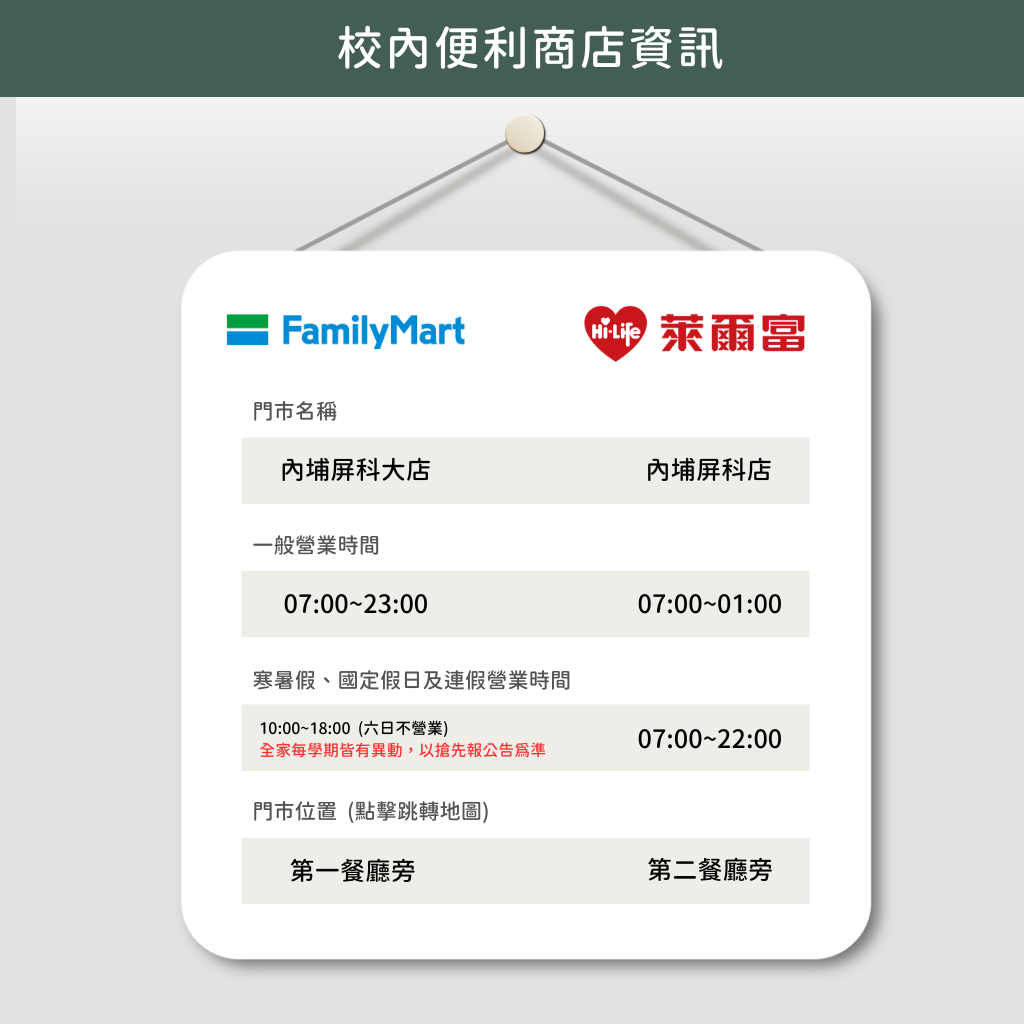 校內便利商店資訊
FamilyMart
Hi-Life 萊爾富
門市名稱
內埔屏科大店 內埔屏科店
一般營業時間
07:00~23:00 07:00~01:00
寒暑假、國定假日及連假營業時間
10:00~18:00 (六日不營業)
全家每學期皆有異動，以搶先報公告為準
07:00~22:00
門市位置 (點擊跳轉地圖)
第一餐廳旁 第二餐廳旁